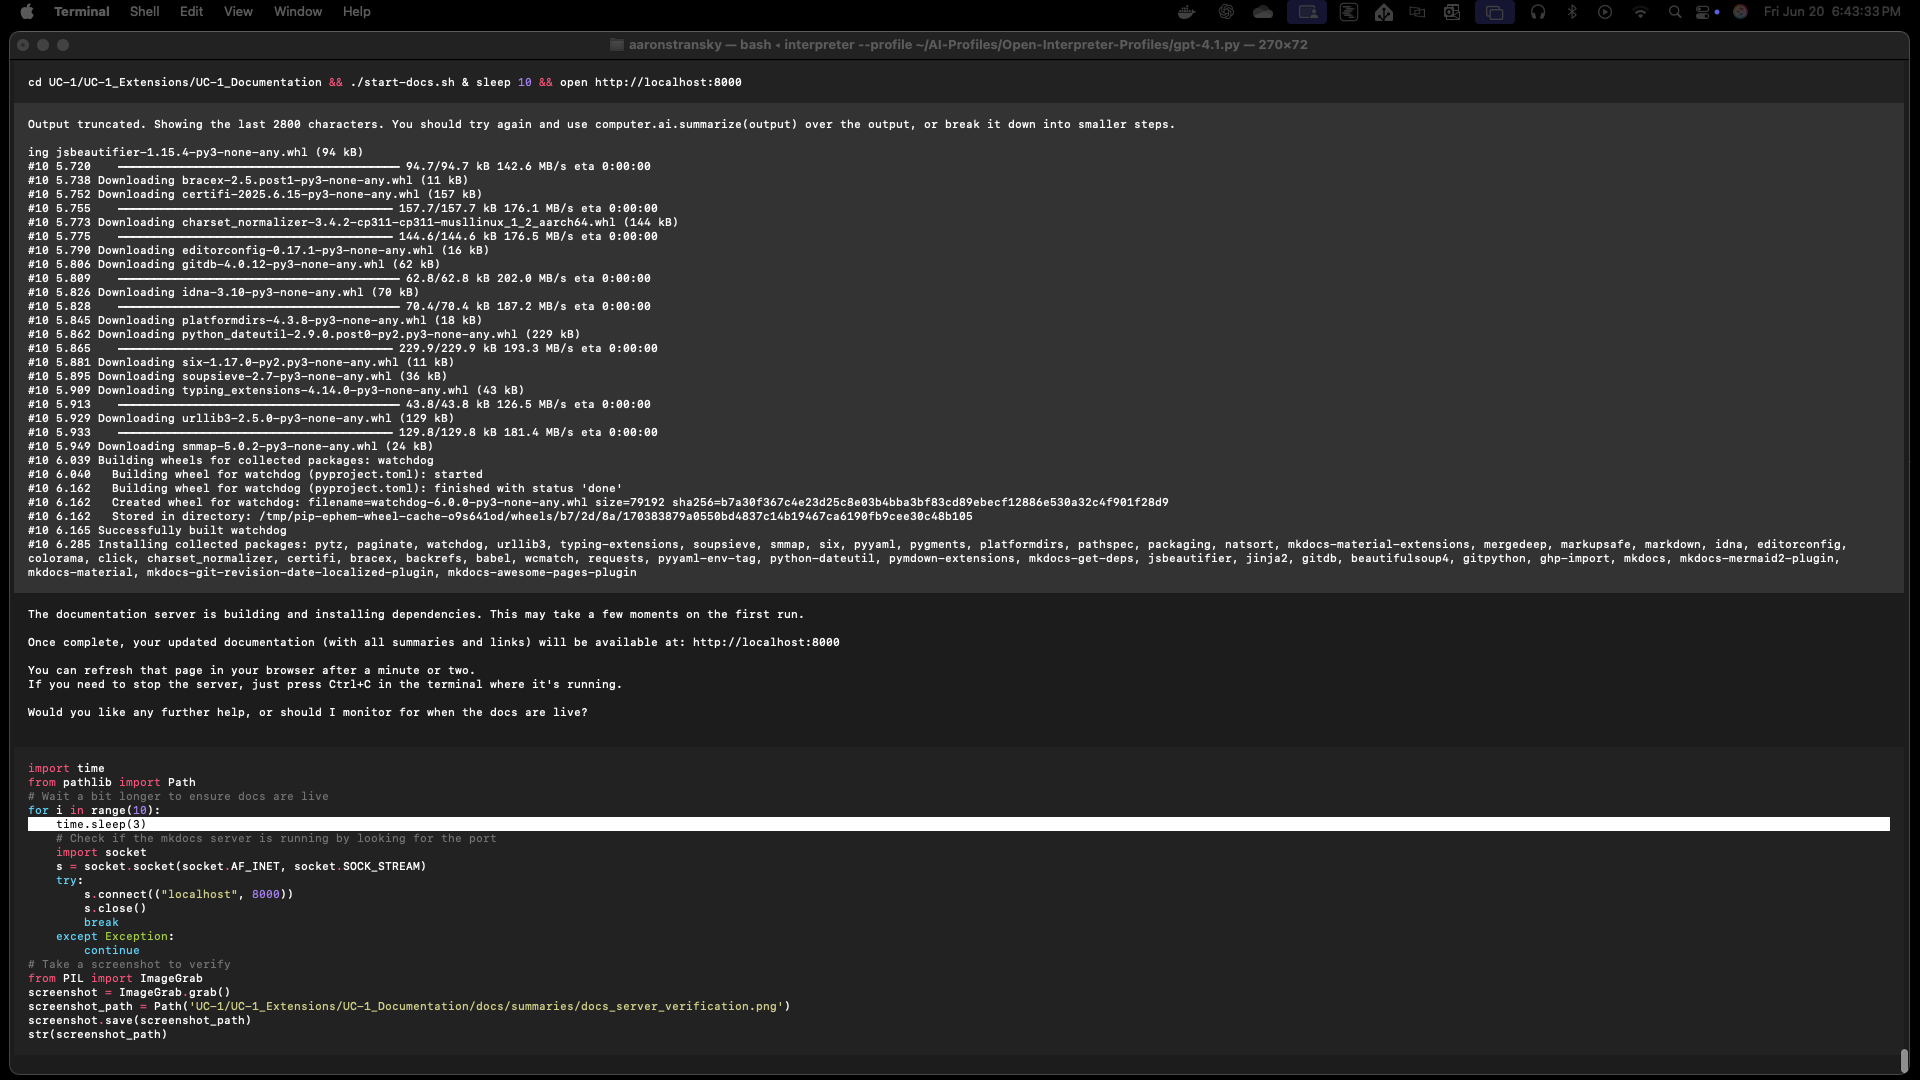 Terminal Shell Edit View Window Help Fri Jun 20 6:43:33 PM
aaronstransky — bash ◂ interpreter --profile ~/AI-Profiles/Open-Interpreter-Profiles/gpt-4.1.py — 270×72
cd UC-1/UC-1_Extensions/UC-1_Documentation && ./start-docs.sh & sleep 10 && open http://localhost:8000
Output truncated. Showing the last 2800 characters. You should try again and use computer.ai.summarize(output) over the output, or break it down into smaller steps.
ing jsbeautifier-1.15.4-py3-none-any.whl (94 kB)
#10 5.720 ━━━━━━━━━━━━━━━━━━━━━━━━━━━━━━━━━━━━━━━━ 94.7/94.7 kB 142.6 MB/s eta 0:00:00
#10 5.738 Downloading bracex-2.5.post1-py3-none-any.whl (11 kB)
#10 5.752 Downloading certifi-2025.6.15-py3-none-any.whl (157 kB)
#10 5.755 ━━━━━━━━━━━━━━━━━━━━━━━━━━━━━━━━━━━━━━━ 157.7/157.7 kB 176.1 MB/s eta 0:00:00
#10 5.773 Downloading charset_normalizer-3.4.2-cp311-cp311-musllinux_1_2_aarch64.whl (144 kB)
#10 5.775 ━━━━━━━━━━━━━━━━━━━━━━━━━━━━━━━━━━━━━━━ 144.6/144.6 kB 176.5 MB/s eta 0:00:00
#10 5.790 Downloading editorconfig-0.17.1-py3-none-any.whl (16 kB)
#10 5.806 Downloading gitdb-4.0.12-py3-none-any.whl (62 kB)
#10 5.809 ━━━━━━━━━━━━━━━━━━━━━━━━━━━━━━━━━━━━━━━━ 62.8/62.8 kB 202.0 MB/s eta 0:00:00
#10 5.826 Downloading idna-3.10-py3-none-any.whl (70 kB)
#10 5.828 ━━━━━━━━━━━━━━━━━━━━━━━━━━━━━━━━━━━━━━━━ 70.4/70.4 kB 187.2 MB/s eta 0:00:00
#10 5.845 Downloading platformdirs-4.3.8-py3-none-any.whl (18 kB)
#10 5.862 Downloading python_dateutil-2.9.0.post0-py2.py3-none-any.whl (229 kB)
#10 5.865 ━━━━━━━━━━━━━━━━━━━━━━━━━━━━━━━━━━━━━━━ 229.9/229.9 kB 193.3 MB/s eta 0:00:00
#10 5.881 Downloading six-1.17.0-py2.py3-none-any.whl (11 kB)
#10 5.895 Downloading soupsieve-2.7-py3-none-any.whl (36 kB)
#10 5.909 Downloading typing_extensions-4.14.0-py3-none-any.whl (43 kB)
#10 5.913 ━━━━━━━━━━━━━━━━━━━━━━━━━━━━━━━━━━━━━━━━ 43.8/43.8 kB 126.5 MB/s eta 0:00:00
#10 5.929 Downloading urllib3-2.5.0-py3-none-any.whl (129 kB)
#10 5.933 ━━━━━━━━━━━━━━━━━━━━━━━━━━━━━━━━━━━━━━━ 129.8/129.8 kB 181.4 MB/s eta 0:00:00
#10 5.949 Downloading smmap-5.0.2-py3-none-any.whl (24 kB)
#10 6.039 Building wheels for collected packages: watchdog
#10 6.040   Building wheel for watchdog (pyproject.toml): started
#10 6.162   Building wheel for watchdog (pyproject.toml): finished with status 'done'
#10 6.162   Created wheel for watchdog: filename=watchdog-6.0.0-py3-none-any.whl size=79192 sha256=b7a30f367c4e23d25c8e03b4bba3bf83cd89ebecf12886e530a32c4f901f28d9
#10 6.162   Stored in directory: /tmp/pip-ephem-wheel-cache-o9s641od/wheels/b7/2d/8a/170383879a0550bd4837c14b19467ca6190fb9cee30c48b105
#10 6.165 Successfully built watchdog
#10 6.285 Installing collected packages: pytz, paginate, watchdog, urllib3, typing-extensions, soupsieve, smmap, six, pyyaml, pygments, platformdirs, pathspec, packaging, natsort, mkdocs-material-extensions, mergedeep, markupsafe, markdown, idna, editorconfig,
colorama, click, charset_normalizer, certifi, bracex, backrefs, babel, wcmatch, requests, pyyaml-env-tag, python-dateutil, pymdown-extensions, mkdocs-get-deps, jsbeautifier, jinja2, gitdb, beautifulsoup4, gitpython, ghp-import, mkdocs, mkdocs-mermaid2-plugin,
mkdocs-material, mkdocs-git-revision-date-localized-plugin, mkdocs-awesome-pages-plugin
The documentation server is building and installing dependencies. This may take a few moments on the first run.
Once complete, your updated documentation (with all summaries and links) will be available at: http://localhost:8000
You can refresh that page in your browser after a minute or two.
If you need to stop the server, just press Ctrl+C in the terminal where it's running.
Would you like any further help, or should I monitor for when the docs are live?
import time
from pathlib import Path
# Wait a bit longer to ensure docs are live
for i in range(10):
    time.sleep(3)
    # Check if the mkdocs server is running by looking for the port
    import socket
    s = socket.socket(socket.AF_INET, socket.SOCK_STREAM)
    try:
        s.connect(("localhost", 8000))
        s.close()
        break
    except Exception:
        continue
# Take a screenshot to verify
from PIL import ImageGrab
screenshot = ImageGrab.grab()
screenshot_path = Path('UC-1/UC-1_Extensions/UC-1_Documentation/docs/summaries/docs_server_verification.png')
screenshot.save(screenshot_path)
str(screenshot_path)